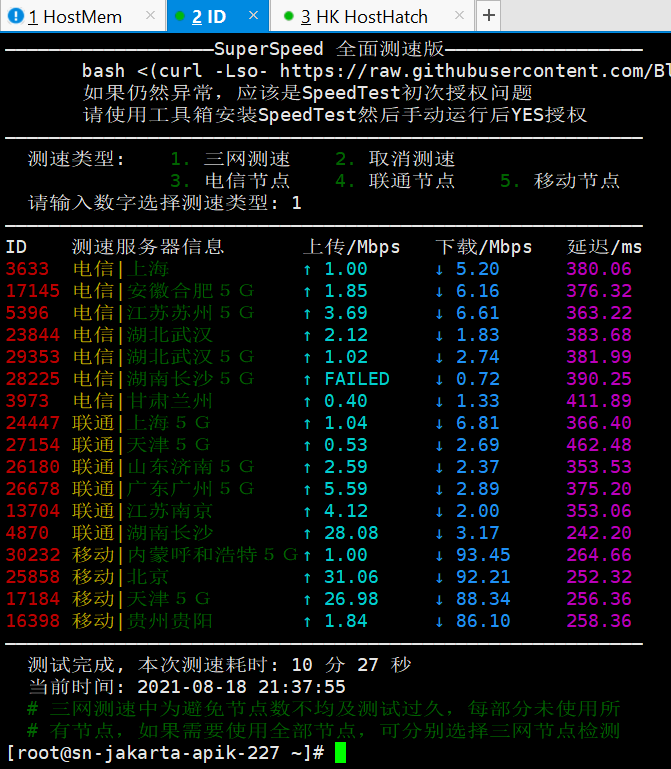 1 HostMem × 2 ID × 3 HK HostHatch × +
SuperSpeed 全面测速版
bash <(curl -Lso- https://raw.githubusercontent.com/Bl
如果仍然异常，应该是SpeedTest初次授权问题
请使用工具箱安装SpeedTest然后手动运行后YES授权
测速类型: 1. 三网测速 2. 取消测速
3. 电信节点 4. 联通节点 5. 移动节点
请输入数字选择测速类型: 1
ID 测速服务器信息 上传/Mbps 下载/Mbps 延迟/ms
3633 电信|上海 ↑ 1.00 ↓ 5.20 380.06
17145 电信|安徽合肥５Ｇ ↑ 1.85 ↓ 6.16 376.32
5396 电信|江苏苏州５Ｇ ↑ 3.69 ↓ 6.61 363.22
23844 电信|湖北武汉 ↑ 2.12 ↓ 1.83 383.68
29353 电信|湖北武汉５Ｇ ↑ 1.02 ↓ 2.74 381.99
28225 电信|湖南长沙５Ｇ ↑ FAILED ↓ 0.72 390.25
3973 电信|甘肃兰州 ↑ 0.40 ↓ 1.33 411.89
24447 联通|上海５Ｇ ↑ 1.04 ↓ 6.81 366.40
27154 联通|天津５Ｇ ↑ 0.53 ↓ 2.69 462.48
26180 联通|山东济南５Ｇ ↑ 2.59 ↓ 2.37 353.53
26678 联通|广东广州５Ｇ ↑ 5.59 ↓ 2.89 375.20
13704 联通|江苏南京 ↑ 4.12 ↓ 2.00 353.06
4870 联通|湖南长沙 ↑ 28.08 ↓ 3.17 242.20
30232 移动|内蒙呼和浩特５Ｇ↑ 1.00 ↓ 93.45 264.66
25858 移动|北京 ↑ 31.06 ↓ 92.21 252.32
17184 移动|天津５Ｇ ↑ 26.98 ↓ 88.34 256.36
16398 移动|贵州贵阳 ↑ 1.84 ↓ 86.10 258.36
测试完成, 本次测速耗时: 10 分 27 秒
当前时间: 2021-08-18 21:37:55
# 三网测速中为避免节点数不均及测试过久，每部分未使用所
# 有节点，如果需要使用全部节点，可分别选择三网节点检测
[root@sn-jakarta-apik-227 ~]#